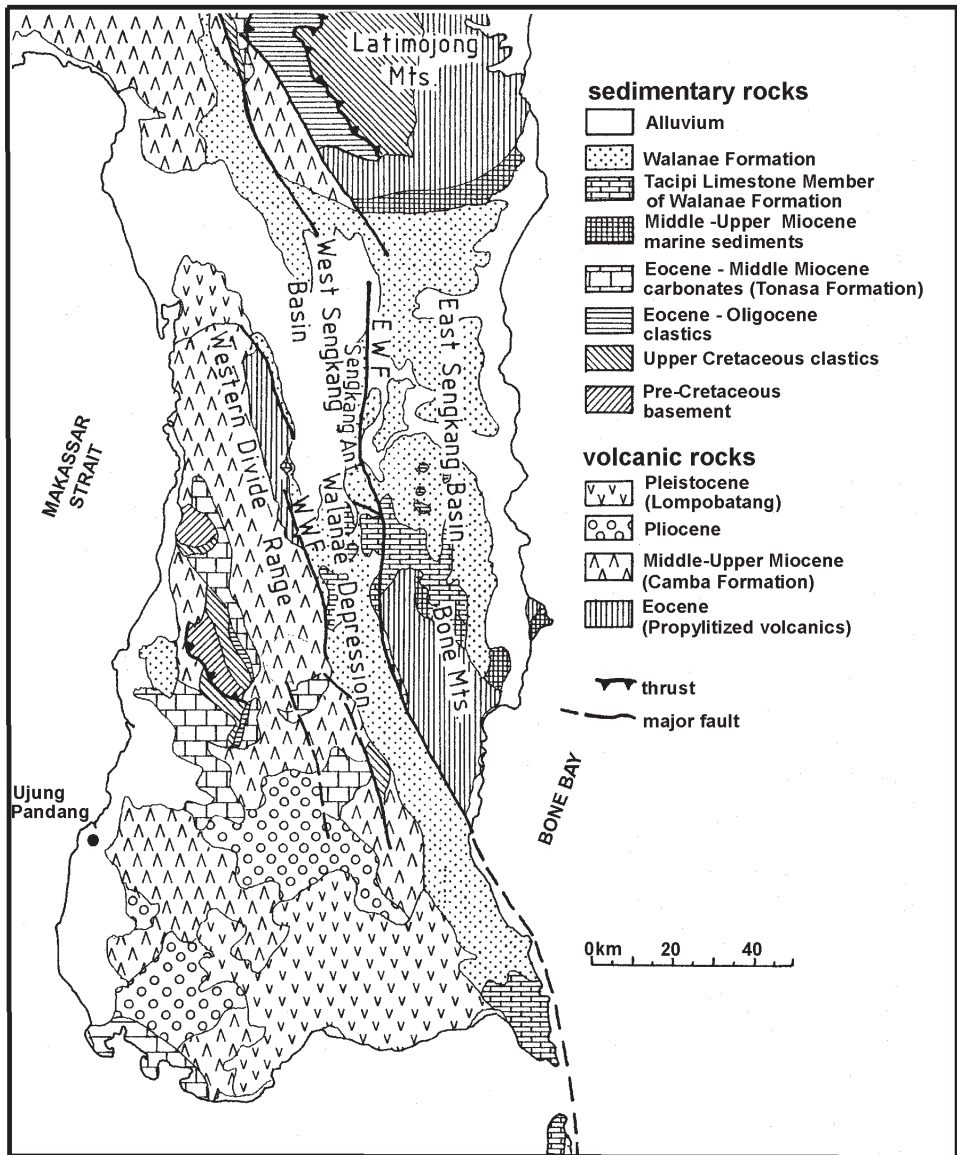 Latimojong
Mts.
West Sengkang
Basin
East Sengkang Basin
EWF
Sengkang Ant.
Western Divide
Range
WWF
Walanae Depression
Bone Mts.
MAKASSAR
STRAIT
Ujung
Pandang
BONE BAY
sedimentary rocks
Alluvium
Walanae Formation
Tacipi Limestone Member
of Walanae Formation
Middle -Upper Miocene
marine sediments
Eocene - Middle Miocene
carbonates (Tonasa Formation)
Eocene - Oligocene
clastics
Upper Cretaceous clastics
Pre-Cretaceous
basement
volcanic rocks
Pleistocene
(Lompobatang)
Pliocene
Middle-Upper Miocene
(Camba Formation)
Eocene
(Propylitized volcanics)
thrust
major fault
0km 20 40